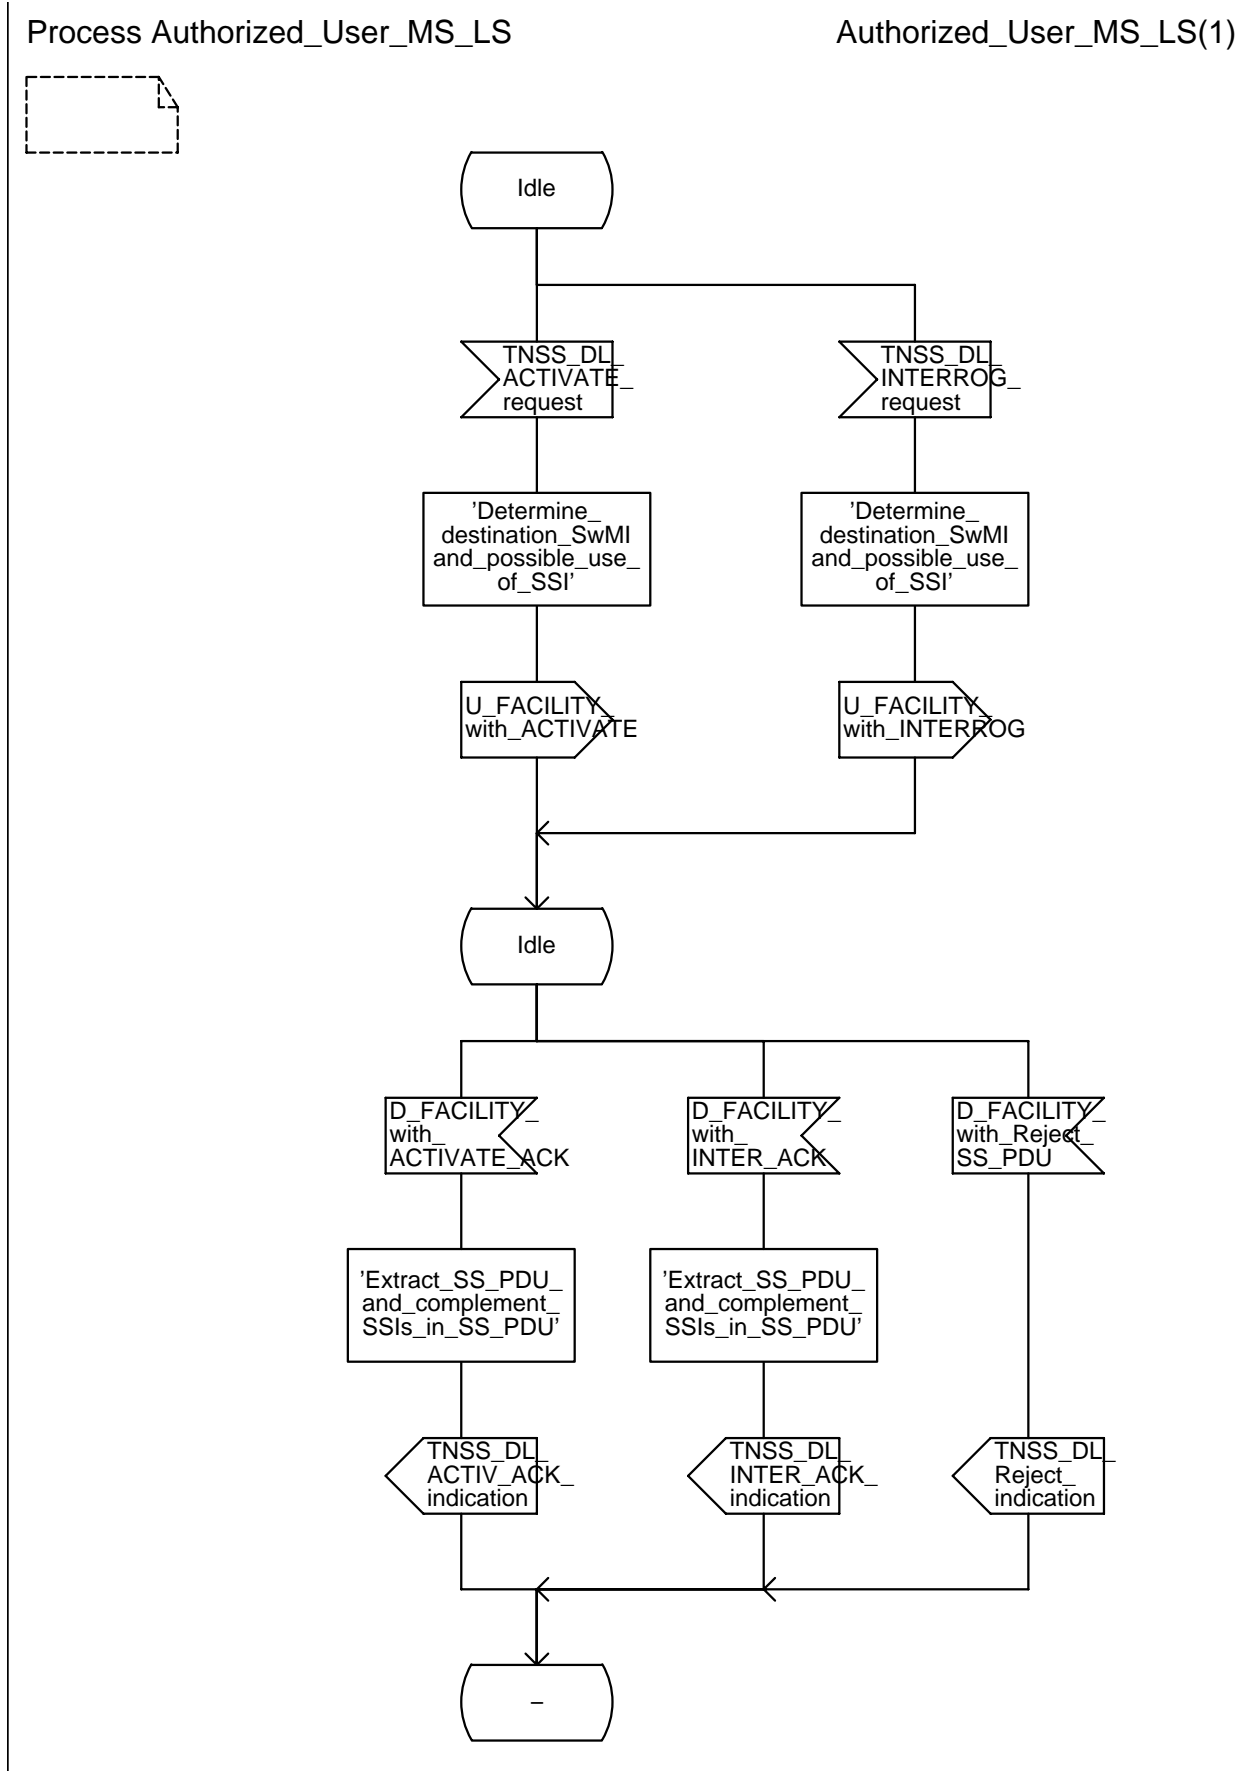 Process Authorized_User_MS_LS
Authorized_User_MS_LS(1)
Idle
TNSS_DL_
ACTIVATE_
request
TNSS_DL_
INTERROG_
request
’Determine_
destination_SwMI
and_possible_use_
of_SSI’
’Determine_
destination_SwMI
and_possible_use_
of_SSI’
U_FACILITY_
with_ACTIVATE
U_FACILITY_
with_INTERROG
Idle
D_FACILITY_
with_
ACTIVATE_ACK
D_FACILITY_
with_
INTER_ACK
D_FACILITY_
with_Reject_
SS_PDU
’Extract_SS_PDU_
and_complement_
SSIs_in_SS_PDU’
’Extract_SS_PDU_
and_complement_
SSIs_in_SS_PDU’
TNSS_DL_
ACTIV_ACK_
indication
TNSS_DL_
INTER_ACK_
indication
TNSS_DL_
Reject_
indication
–